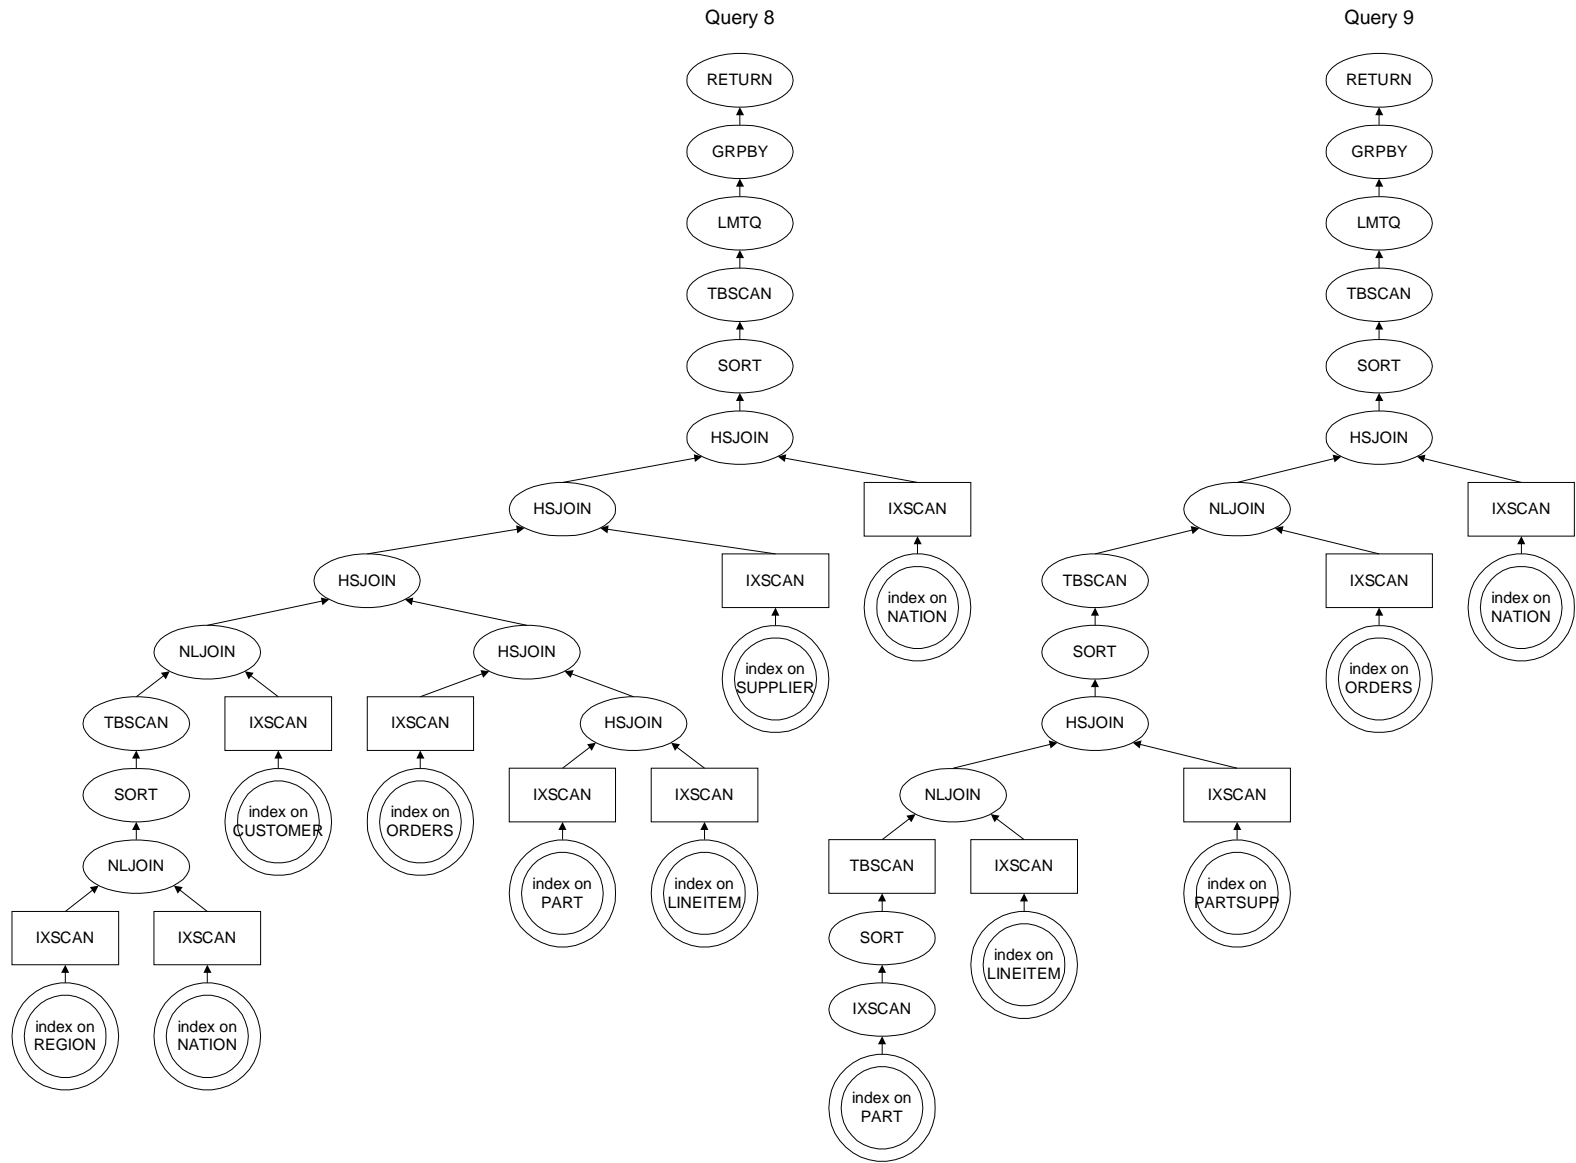 Query 8
Query 9
RETURN
RETURN
GRPBY
GRPBY
LMTQ
LMTQ
TBSCAN
TBSCAN
SORT
SORT
HSJOIN
HSJOIN
HSJOIN
IXSCAN
NLJOIN
IXSCAN
HSJOIN
IXSCAN
index on
NATION
TBSCAN
IXSCAN
index on
NATION
NLJOIN
HSJOIN
index on
SUPPLIER
SORT
index on
ORDERS
TBSCAN
IXSCAN
IXSCAN
HSJOIN
HSJOIN
SORT
index on
CUSTOMER
index on
ORDERS
IXSCAN
IXSCAN
NLJOIN
IXSCAN
NLJOIN
index on
PART
index on
LINEITEM
TBSCAN
IXSCAN
index on
PARTSUPP
IXSCAN
IXSCAN
SORT
index on
LINEITEM
index on
REGION
index on
NATION
IXSCAN
index on
PART